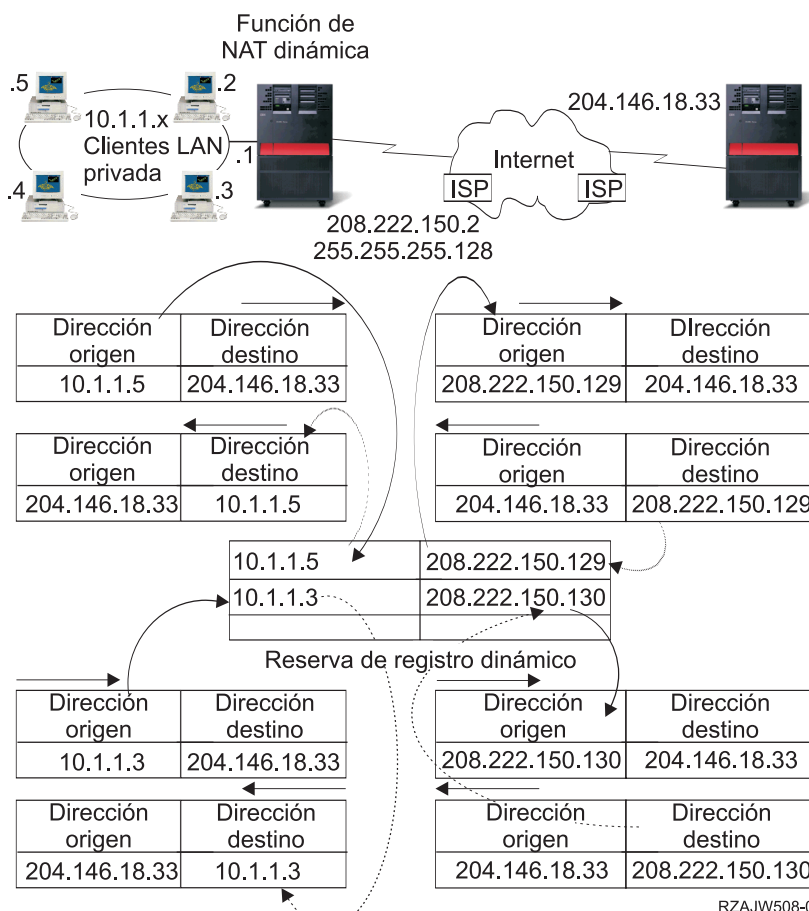 Función de
NAT dinámica
.5
.2
10.1.1.x
Clientes LAN
privada
.1
.4
.3
204.146.18.33
Internet
ISP
ISP
208.222.150.2
255.255.255.128
Dirección origen
Dirección destino
10.1.1.5
204.146.18.33
DIrección origen
DIrección destino
208.222.150.129
204.146.18.33
Dirección origen
Dirección destino
204.146.18.33
10.1.1.5
Dirección origen
Dirección destino
204.146.18.33
208.222.150.129
10.1.1.5
208.222.150.129
10.1.1.3
208.222.150.130
Reserva de registro dinámico
Dirección origen
Dirección destino
10.1.1.3
204.146.18.33
Dirección origen
Dirección destino
208.222.150.130
204.146.18.33
Dirección origen
Dirección destino
204.146.18.33
10.1.1.3
Dirección origen
Dirección destino
204.146.18.33
208.222.150.130